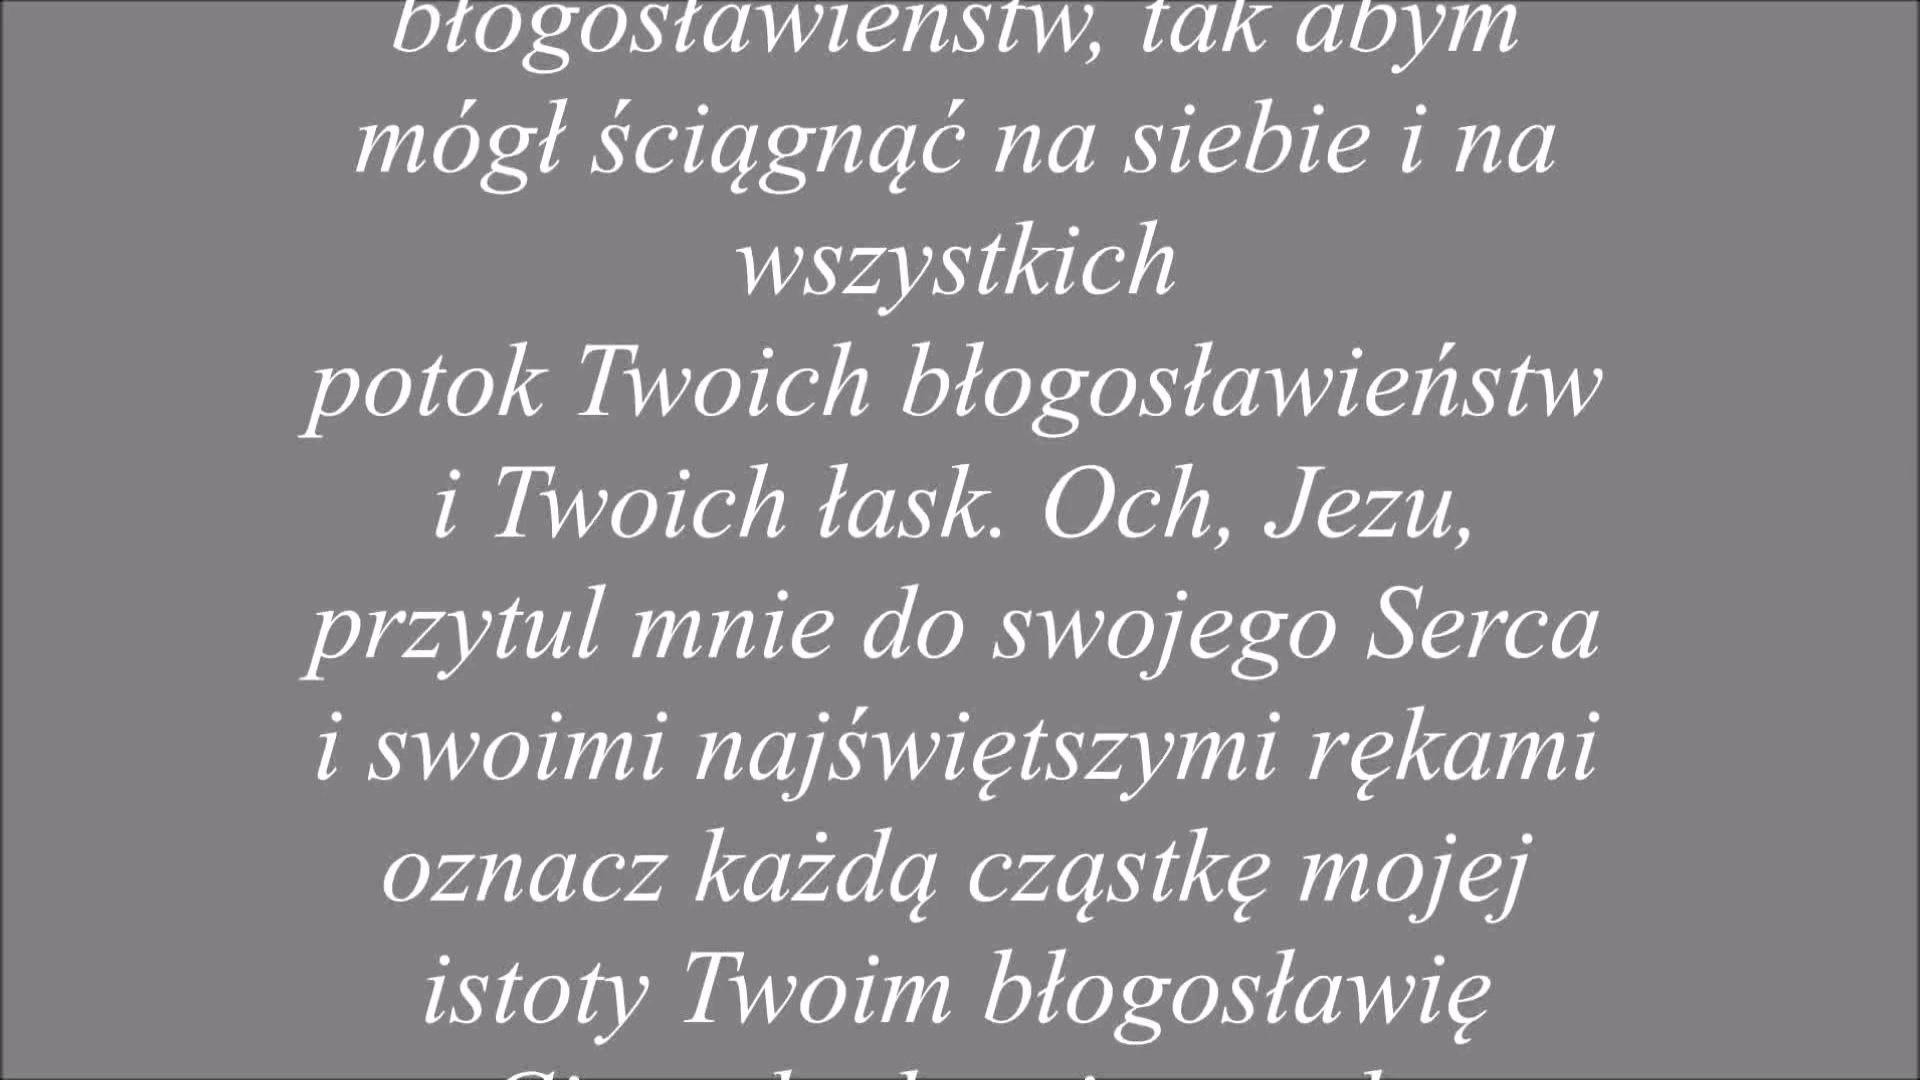 błogosławieństw, tak abym
mógł ściągnąć na siebie i na
wszystkich
potok Twoich błogosławieństw
i Twoich łask. Och, Jezu,
przytul mnie do swojego Serca
i swoimi najświętszymi rękami
oznacz każdą cząstkę mojej
istoty Twoim błogosławię